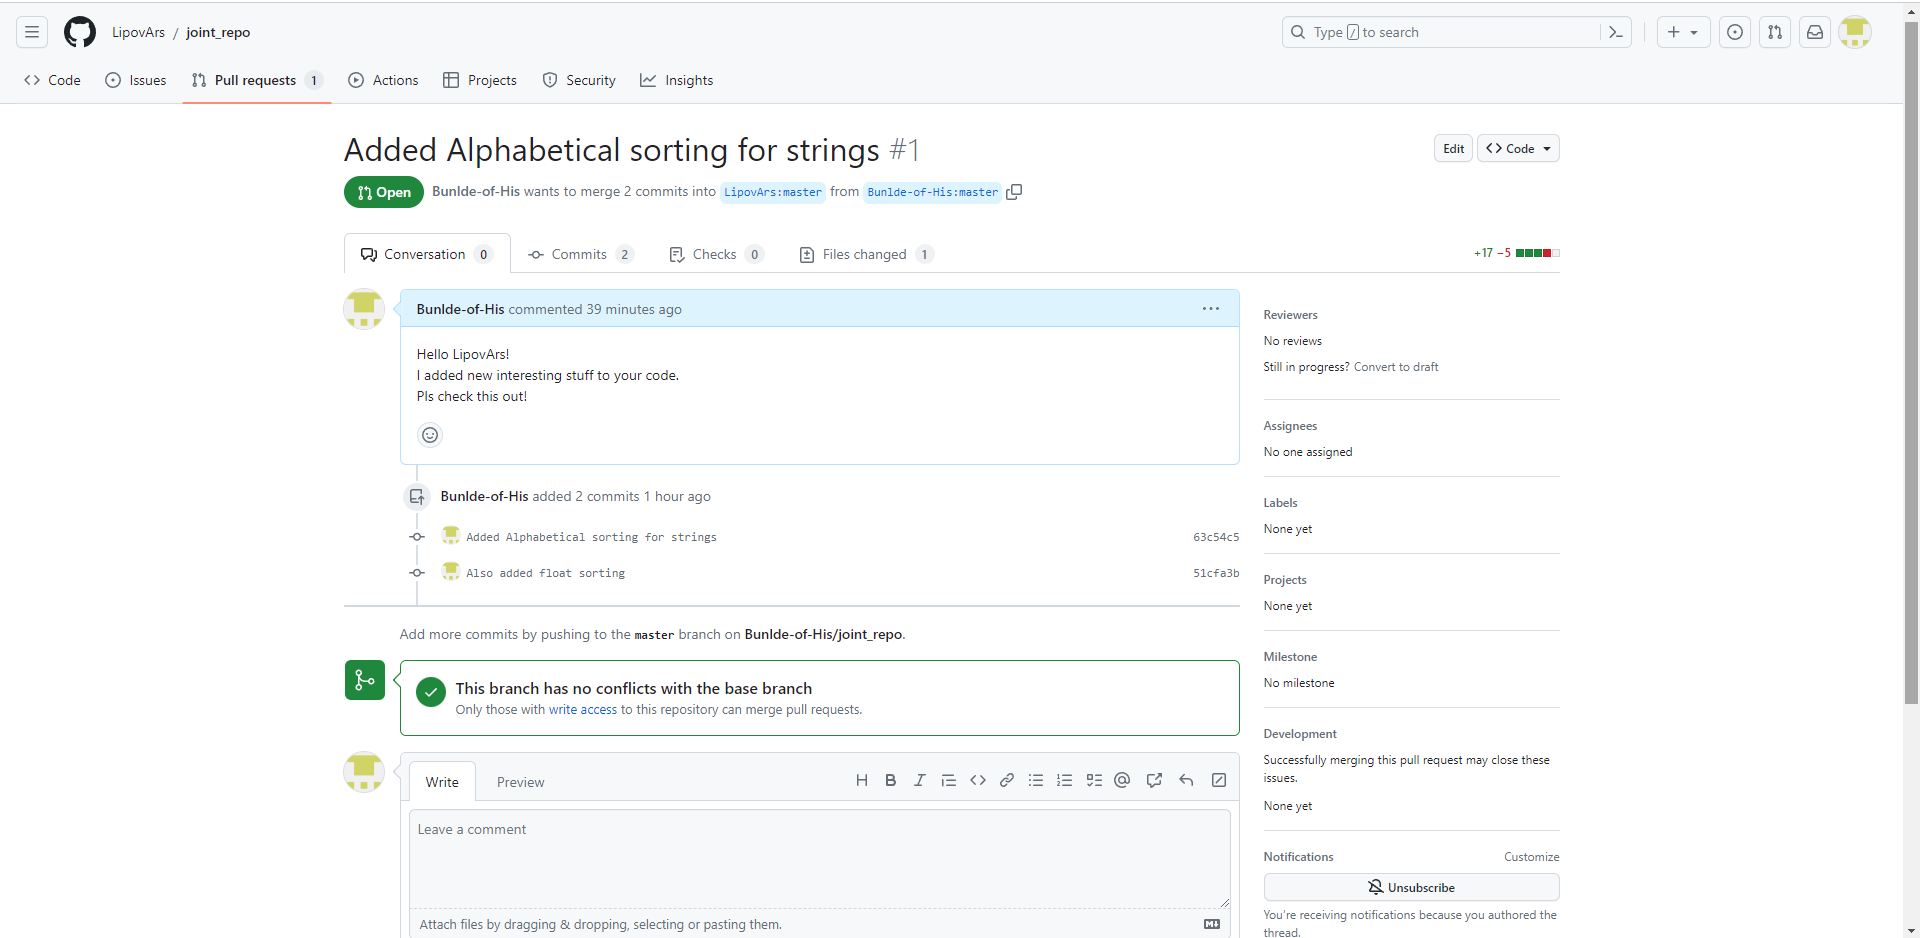 LipovArs / joint_repo
Type / to search
Code
Issues
Pull requests 1
Actions
Projects
Security
Insights
Added Alphabetical sorting for strings #1
Edit
Code
Open
Bunlde-of-His wants to merge 2 commits into LipovArs:master from Bunlde-of-His:master
Conversation 0
Commits 2
Checks 0
Files changed 1
+17 −5
Bunlde-of-His commented 39 minutes ago
Hello LipovArs!
I added new interesting stuff to your code.
Pls check this out!
Bunlde-of-His added 2 commits 1 hour ago
Added Alphabetical sorting for strings 63c54c5
Also added float sorting 51cfa3b
Add more commits by pushing to the master branch on Bunlde-of-His/joint_repo.
This branch has no conflicts with the base branch
Only those with write access to this repository can merge pull requests.
Write
Preview
Leave a comment
Attach files by dragging & dropping, selecting or pasting them.
Reviewers
No reviews
Still in progress? Convert to draft
Assignees
No one assigned
Labels
None yet
Projects
None yet
Milestone
No milestone
Development
Successfully merging this pull request may close these
issues.
None yet
Notifications
Customize
Unsubscribe
You're receiving notifications because you authored the
thread.